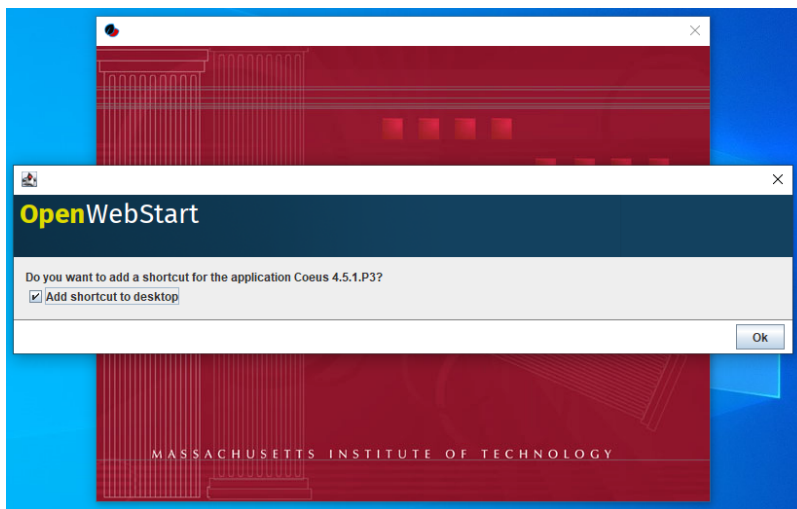 OpenWebStart
Do you want to add a shortcut for the application Coeus 4.5.1.P3?
Add shortcut to desktop
Ok
MASSACHUSETTS INSTITUTE OF TECHNOLOGY